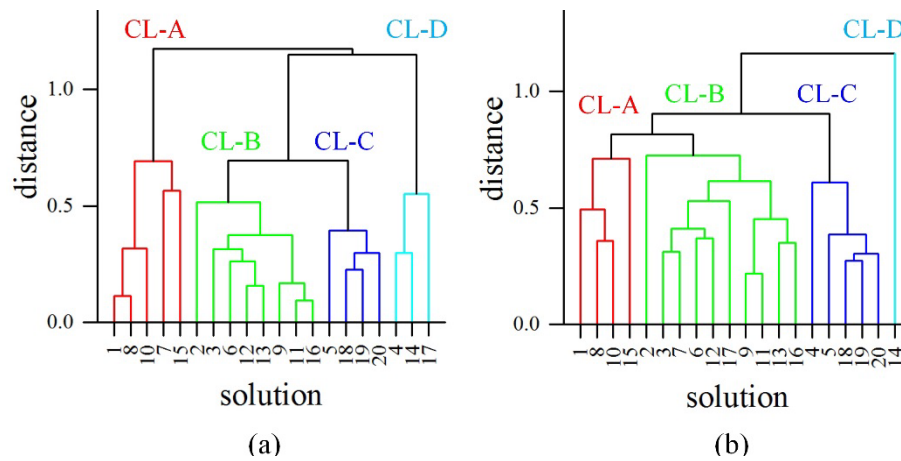 CL-A
CL-D
CL-B
CL-C
distance
1.0
0.5
0.0
1 8 10 7 15 2 3 6 12 13 9 11 16 5 18 19 20 4 14 17
solution
(a)
CL-D
CL-A
CL-B
CL-C
distance
1.0
0.5
0.0
1 8 10 15 2 3 7 6 12 17 9 11 13 16 4 5 18 19 20 14
solution
(b)